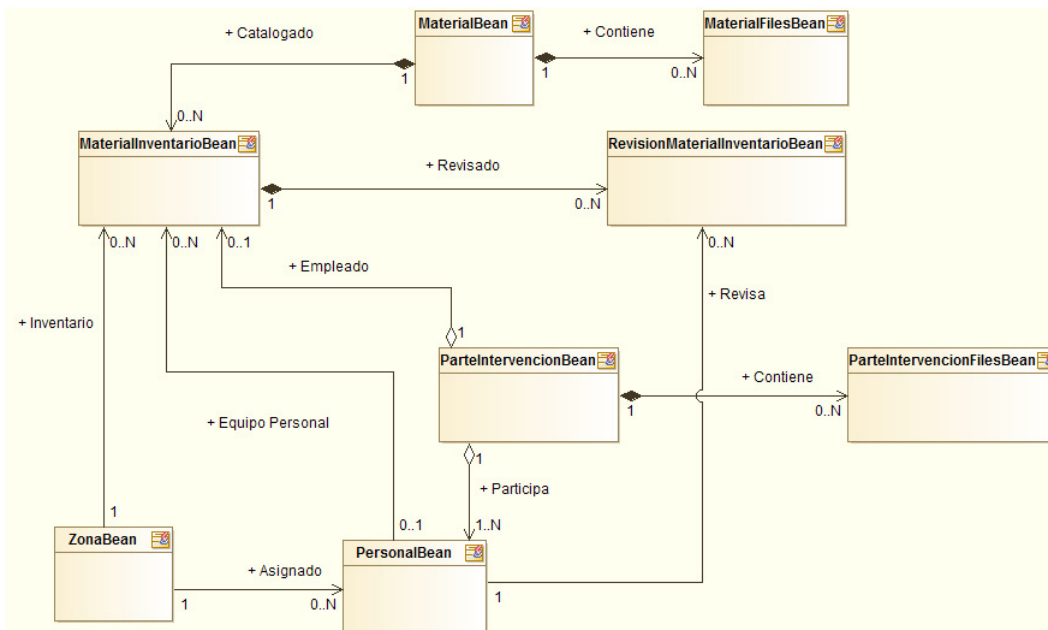 MaterialBean
MaterialFilesBean
+ Catalogado
+ Contiene
1
1
0..N
0..N
MaterialInventarioBean
RevisionMaterialInventarioBean
+ Revisado
1
0..N
0..N
0..N
0..1
0..N
+ Empleado
+ Revisa
+ Inventario
1
ParteIntervencionBean
ParteIntervencionFilesBean
+ Contiene
1
0..N
+ Equipo Personal
1
+ Participa
1
0..1
1..N
ZonaBean
PersonalBean
+ Asignado
1
0..N
1